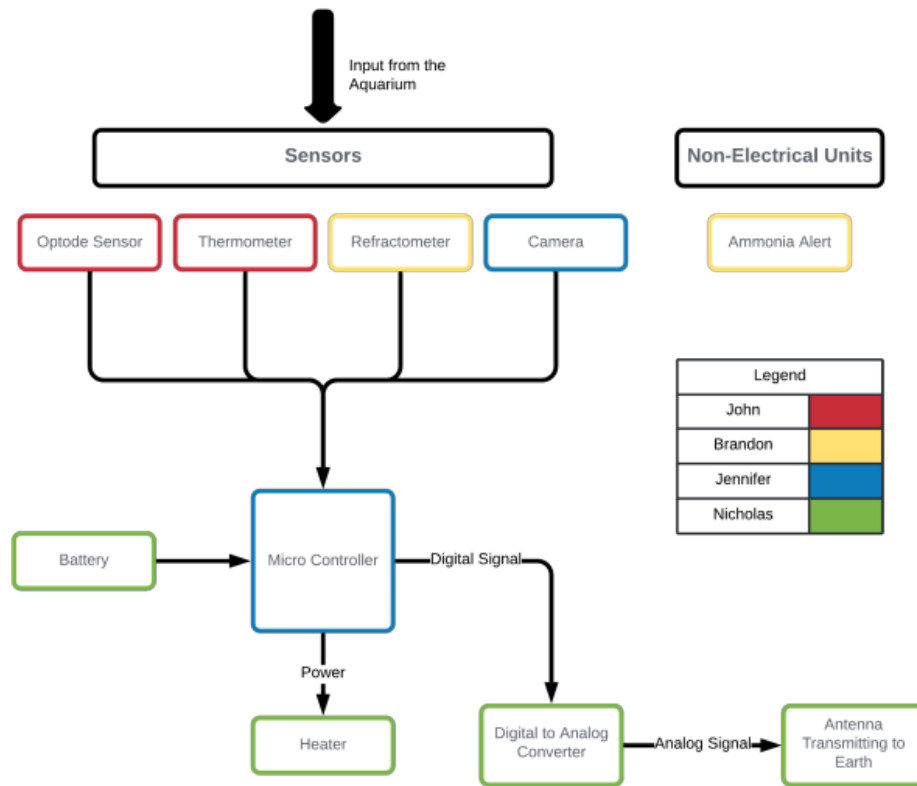 Input from the
Aquarium
Sensors
Non-Electrical Units
Optode Sensor
Thermometer
Refractometer
Camera
Ammonia Alert
Legend
John
Brandon
Jennifer
Nicholas
Battery
Micro Controller
Digital Signal
Power
Heater
Digital to Analog
Converter
Analog Signal
Antenna
Transmitting to
Earth